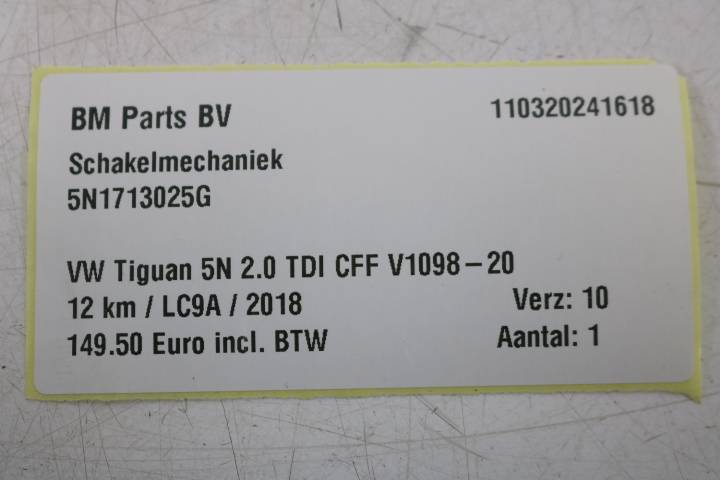 BM Parts BV 110320241618
Schakelmechaniek
5N1713025G
VW Tiguan 5N 2.0 TDI CFF V1098-20
12 km / LC9A / 2018 Verz: 10
149.50 Euro incl. BTW Aantal: 1